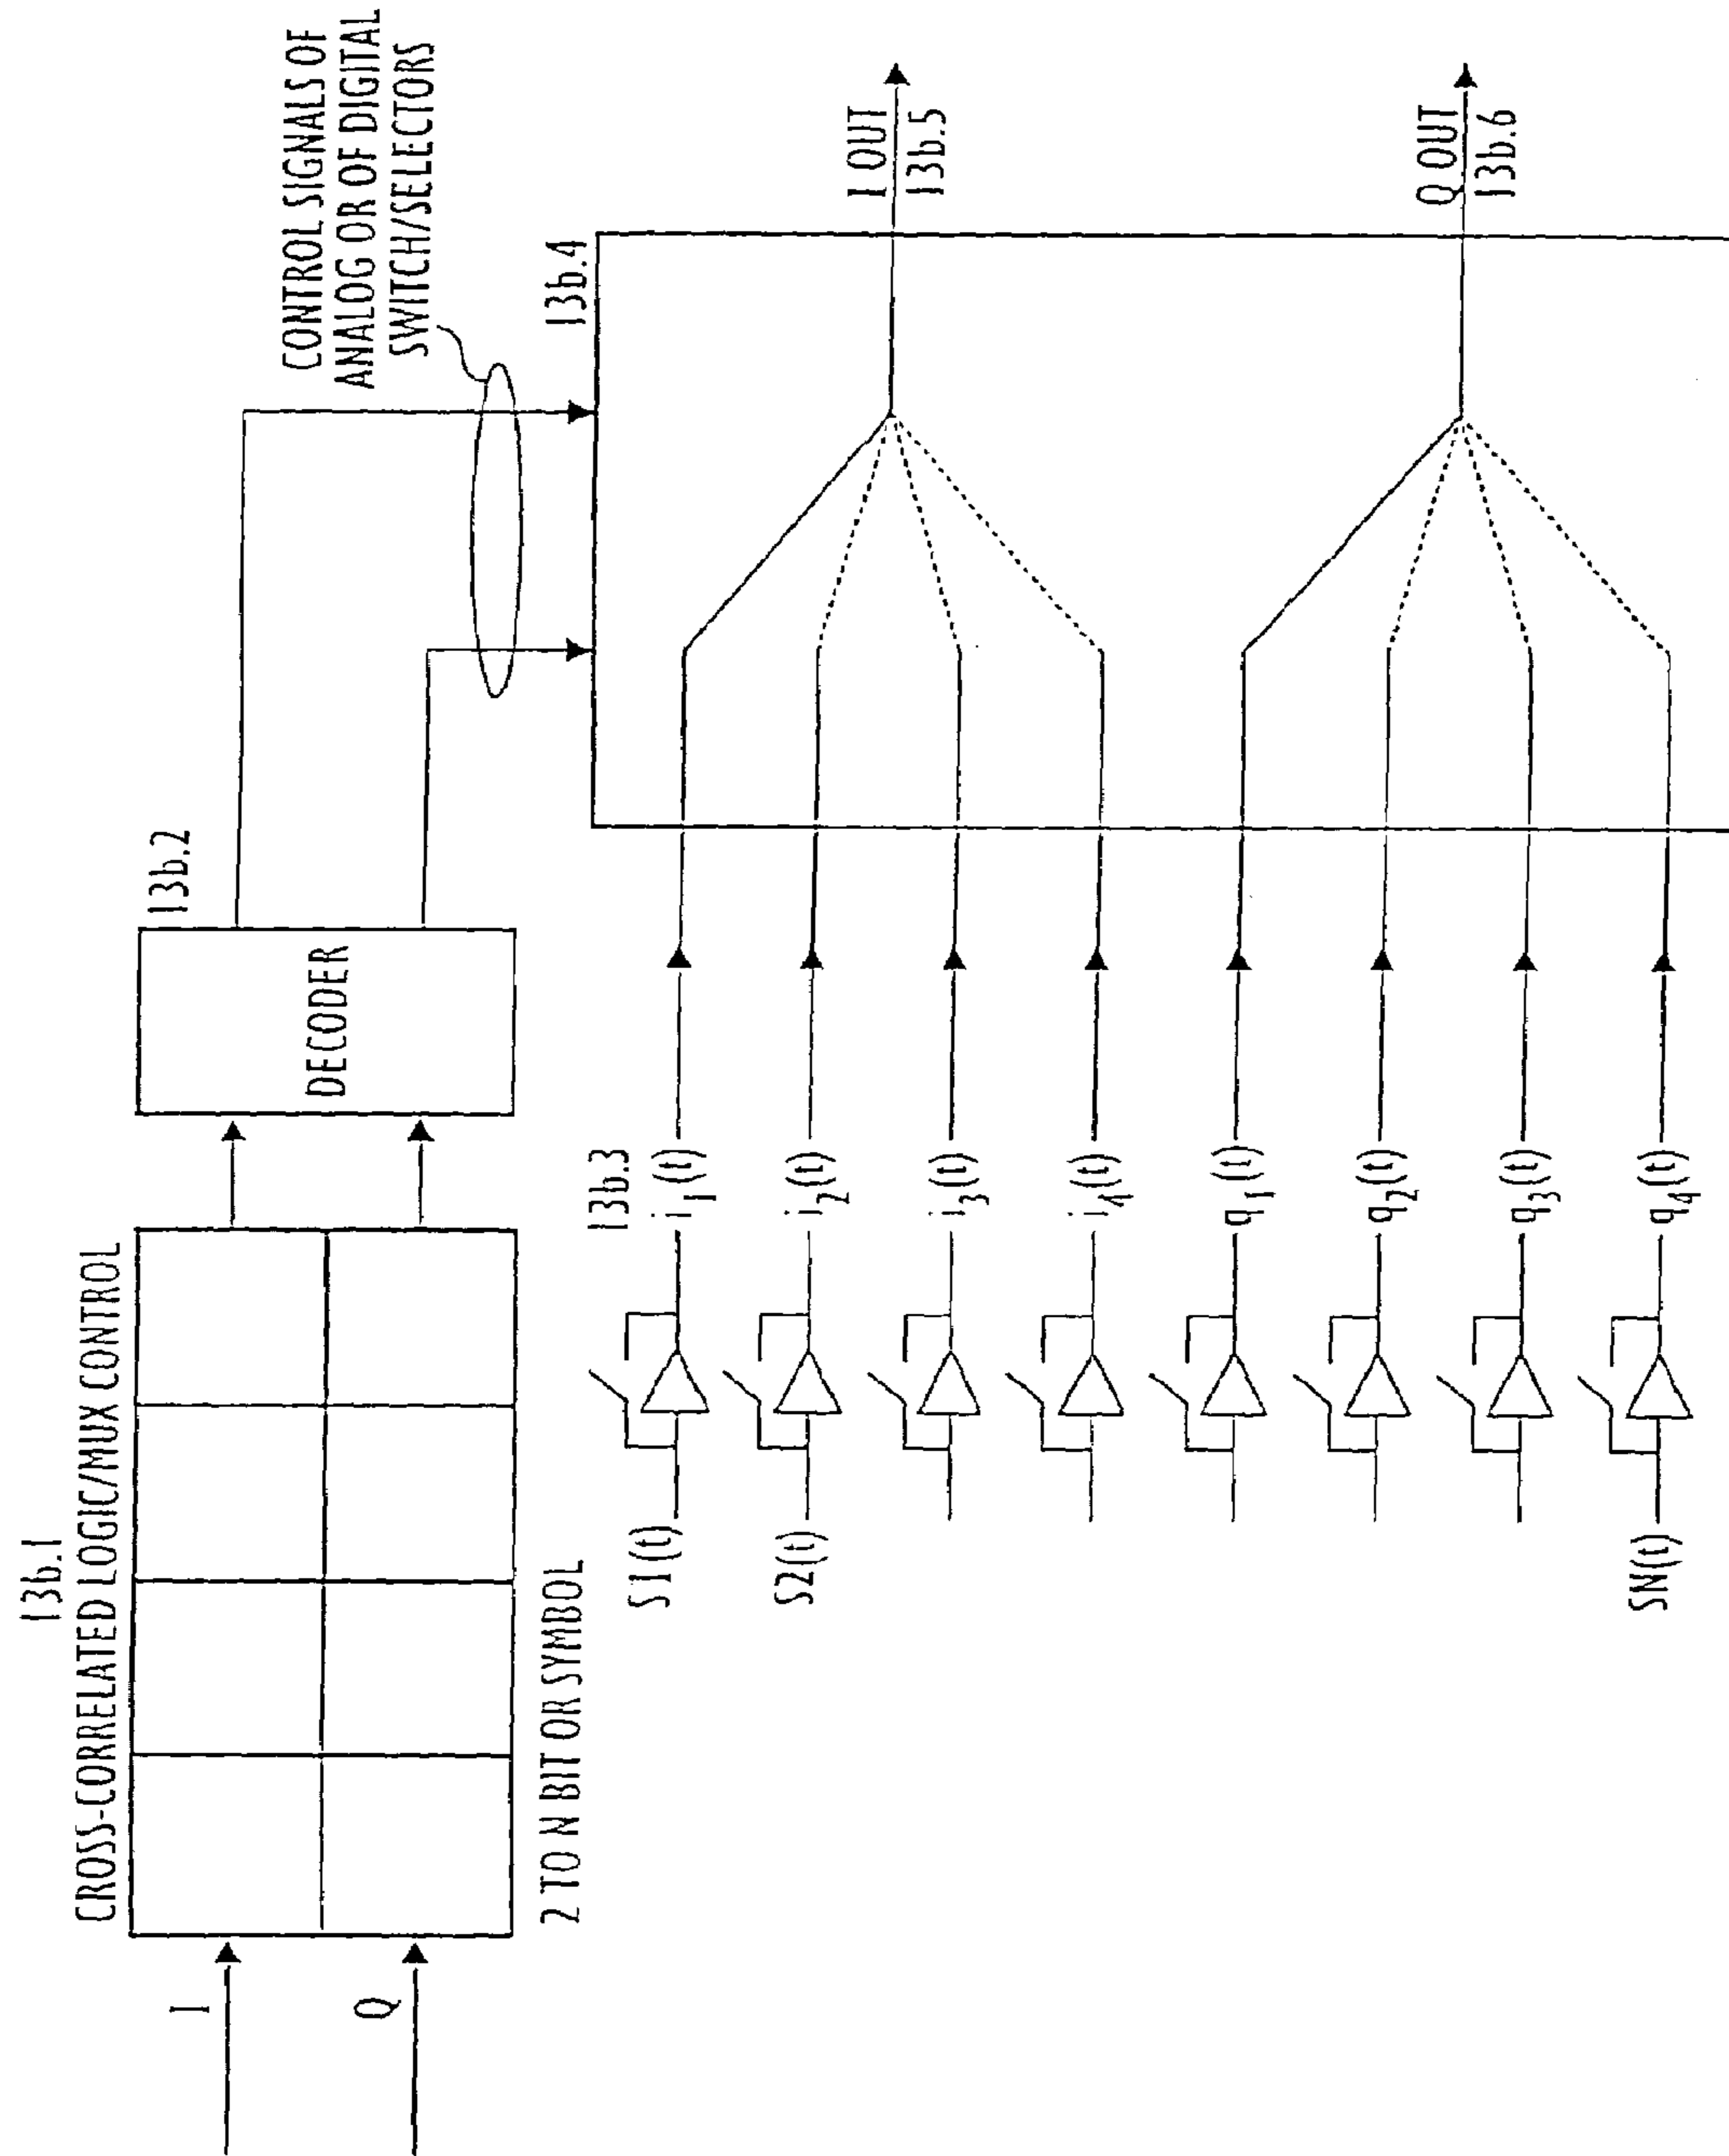 13b.1
CROSS-CORRELATED LOGIC/MUX CONTROL
I
Q
2 TO N BIT OR SYMBOL
13b.2
DECODER
CONTROL SIGNALS OF
ANALOG OR OF DIGITAL
SWITCH/SELECTORS
13b.4
13b.3
S1(t)
i1(t)
S2(t)
i2(t)
i3(t)
i4(t)
q1(t)
q2(t)
q3(t)
SN(t)
q4(t)
I OUT
13b.5
Q OUT
13b.6